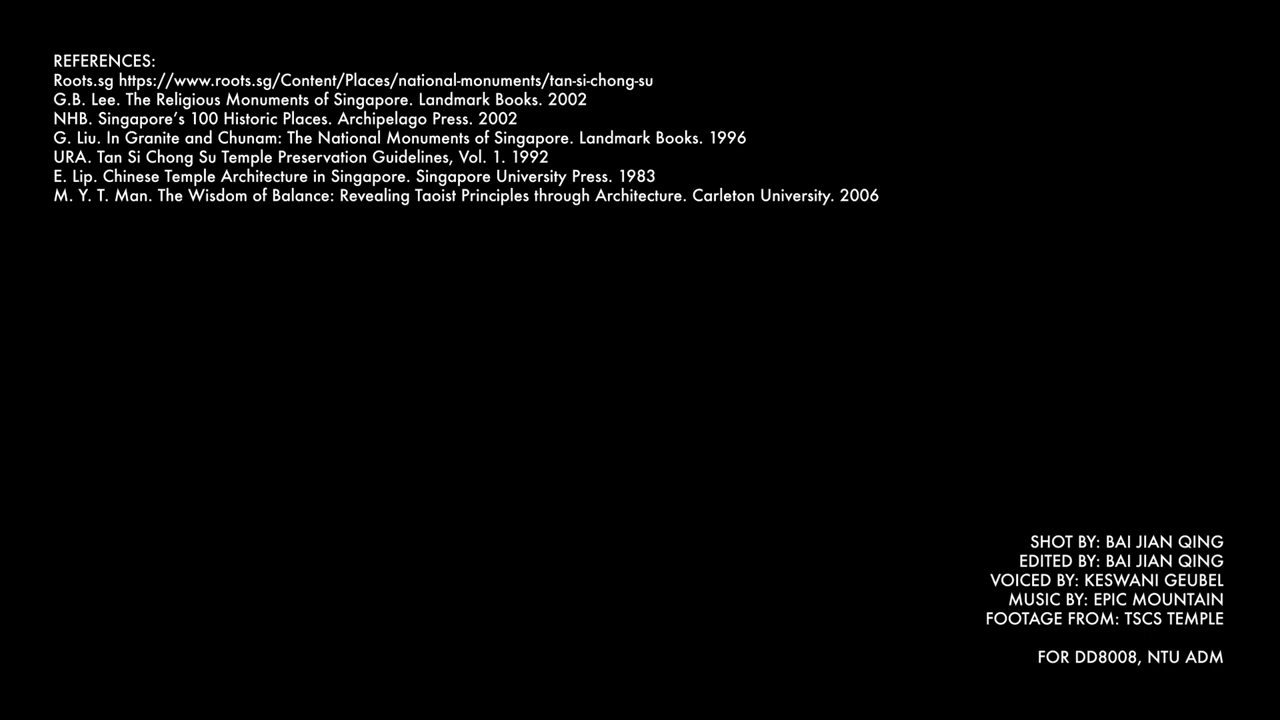 REFERENCES:
Roots.sg https://www.roots.sg/Content/Places/national-monuments/tan-si-chong-su
G.B. Lee. The Religious Monuments of Singapore. Landmark Books. 2002
NHB. Singapore's 100 Historic Places. Archipelago Press. 2002
G. Liu. In Granite and Chunam: The National Monuments of Singapore. Landmark Books. 1996
URA. Tan Si Chong Su Temple Preservation Guidelines, Vol. 1. 1992
E. Lip. Chinese Temple Architecture in Singapore. Singapore University Press. 1983
M. Y. T. Man. The Wisdom of Balance: Revealing Taoist Principles through Architecture. Carleton University. 2006
SHOT BY: BAI JIAN QING
EDITED BY: BAI JIAN QING
VOICED BY: KESWANI GEUBEL
MUSIC BY: EPIC MOUNTAIN
FOOTAGE FROM: TSCS TEMPLE
FOR DD8008, NTU ADM